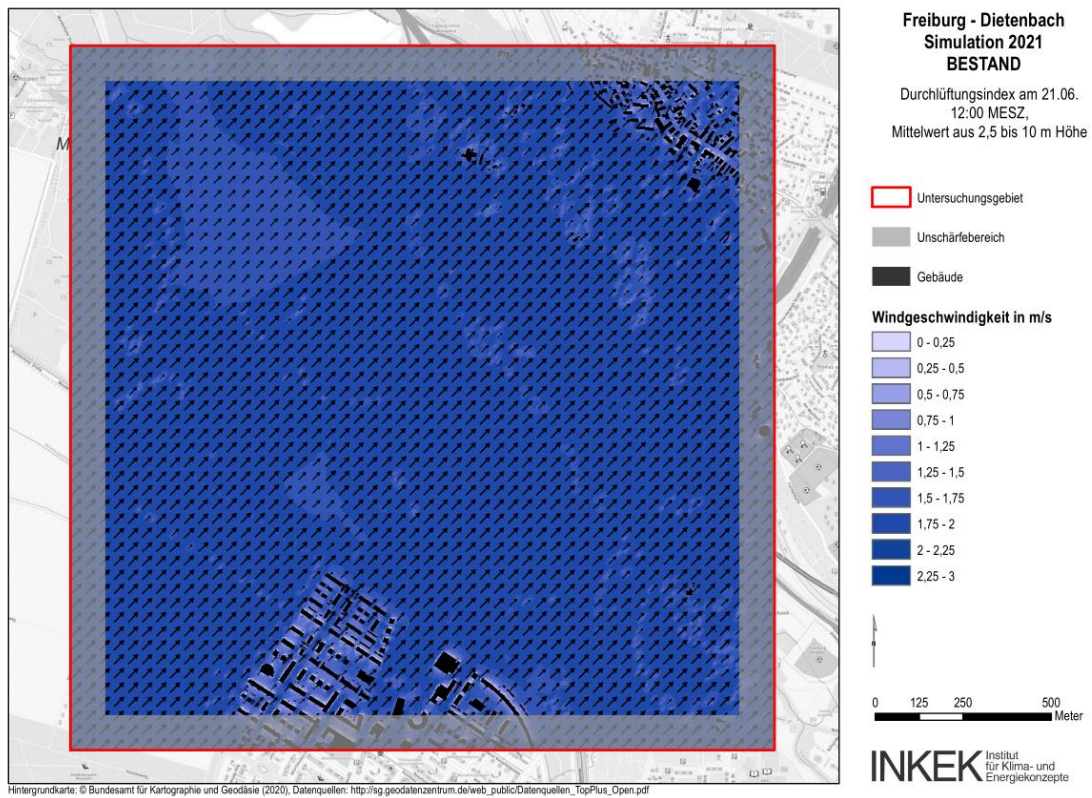 Freiburg - Dietenbach
Simulation 2021
BESTAND
Durchlüftungsindex am 21.06.
12:00 MESZ,
Mittelwert aus 2,5 bis 10 m Höhe
Untersuchungsgebiet
Unschärfebereich
Gebäude
Windgeschwindigkeit in m/s
0 - 0,25
0,25 - 0,5
0,5 - 0,75
0,75 - 1
1 - 1,25
1,25 - 1,5
1,5 - 1,75
1,75 - 2
2 - 2,25
2,25 - 3
0 125 250 500
Meter
INKEK Institut
für Klima- und
Energiekonzepte
Hintergrundkarte: © Bundesamt für Kartographie und Geodäsie (2020), Datenquellen: http://sg.geodatenzentrum.de/web_public/Datenquellen_TopPlus_Open.pdf